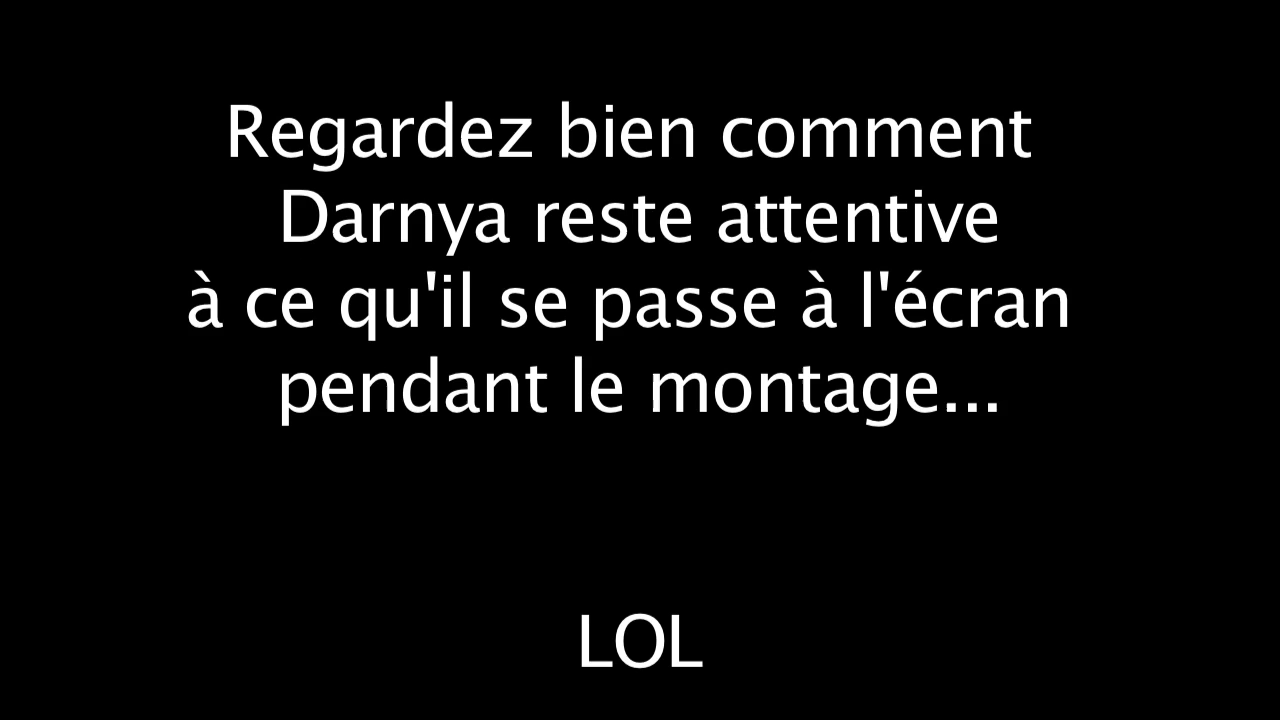 Regardez bien comment
Darnya reste attentive
à ce qu'il se passe à l'écran
pendant le montage...
LOL